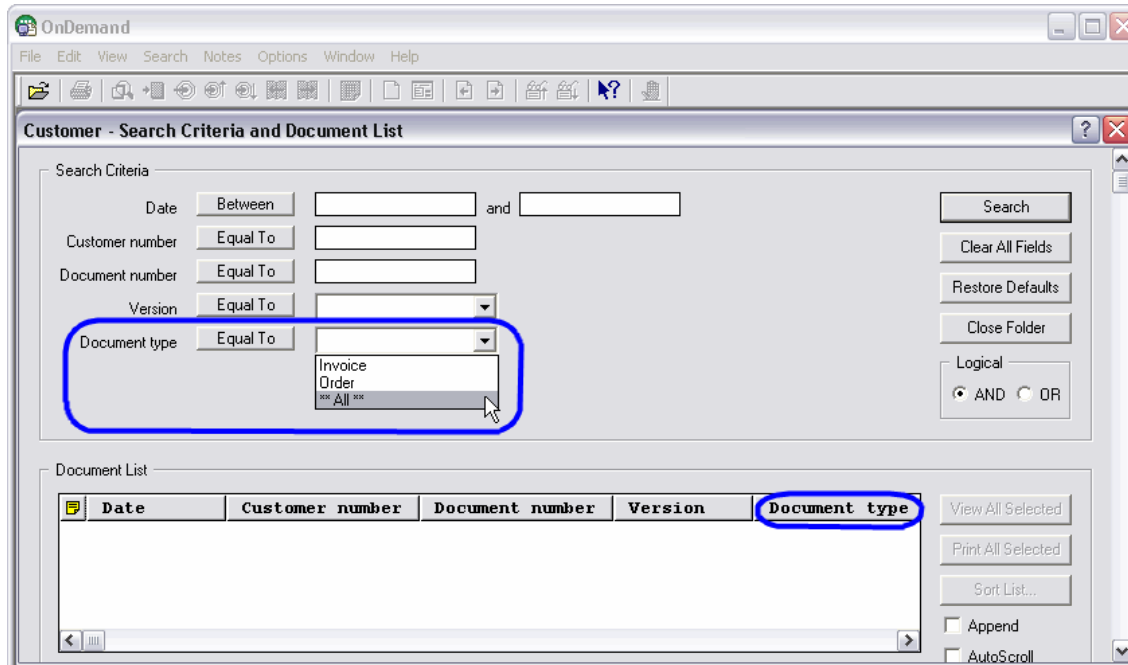 OnDemand
File Edit View Search Notes Options Window Help
Customer - Search Criteria and Document List
Search Criteria
Date Between and Search
Customer number Equal To Clear All Fields
Document number Equal To Restore Defaults
Version Equal To
Document type Equal To Close Folder
Invoice
Order
** All **
Logical
AND OR
Document List
Date Customer number Document number Version Document type
View All Selected
Print All Selected
Sort List...
Append
AutoScroll